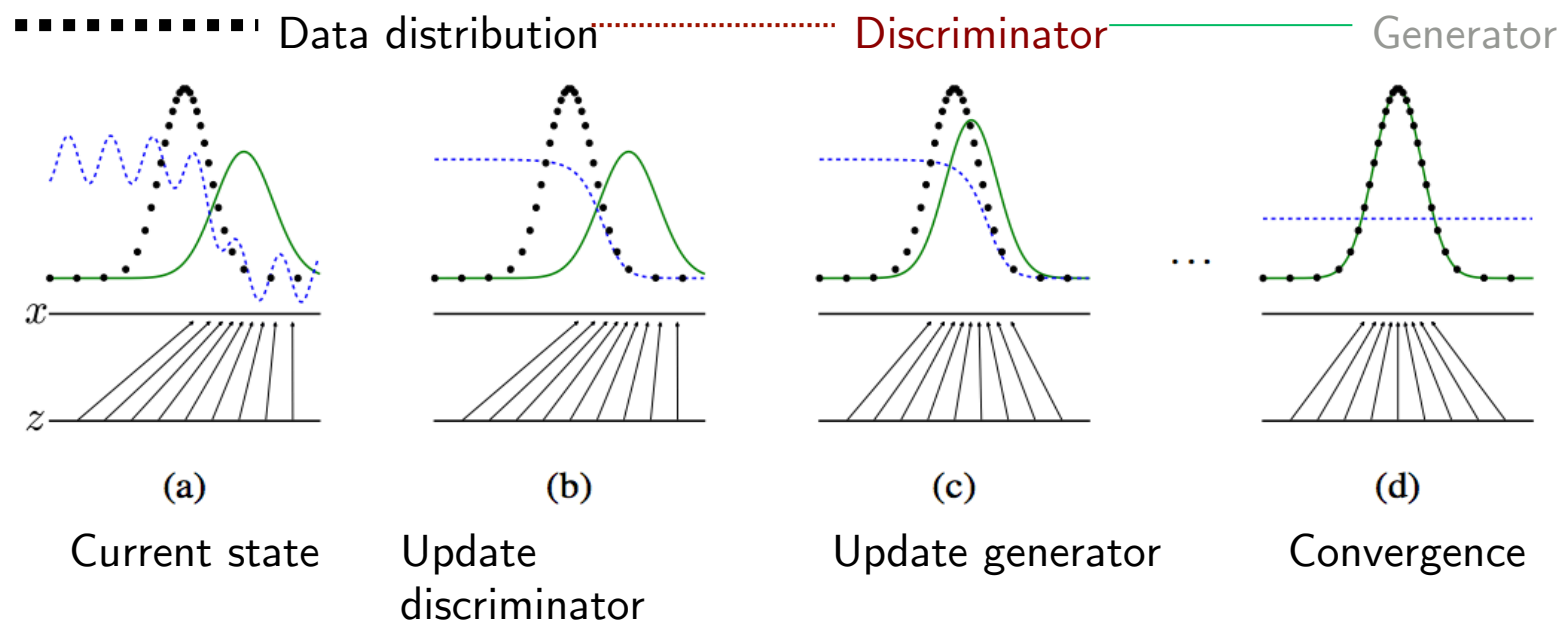 Data distribution Discriminator Generator
...
x
z
(a) (b) (c) (d)
Current state Update discriminator Update generator Convergence